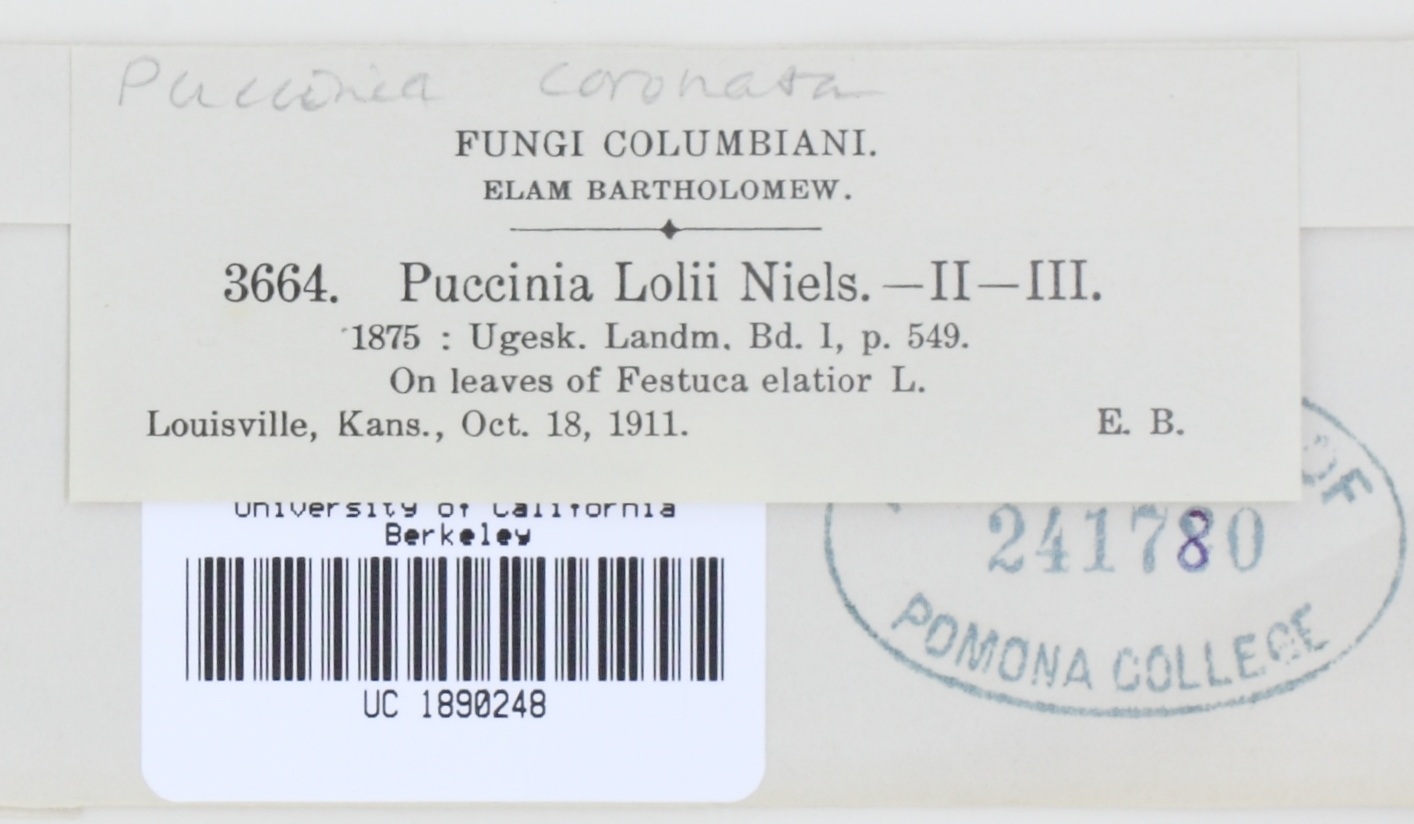 Puccinia coronata
FUNGI COLUMBIANI.
ELAM BARTHOLOMEW.
3664. Puccinia Lolii Niels.—II—III.
1875 : Ugesk. Landm. Bd. I, p. 549.
On leaves of Festuca elatior L.
Louisville, Kans., Oct. 18, 1911. E. B.
University of California
Berkeley
UC 1890248
OF
241780
POMONA COLLEGE